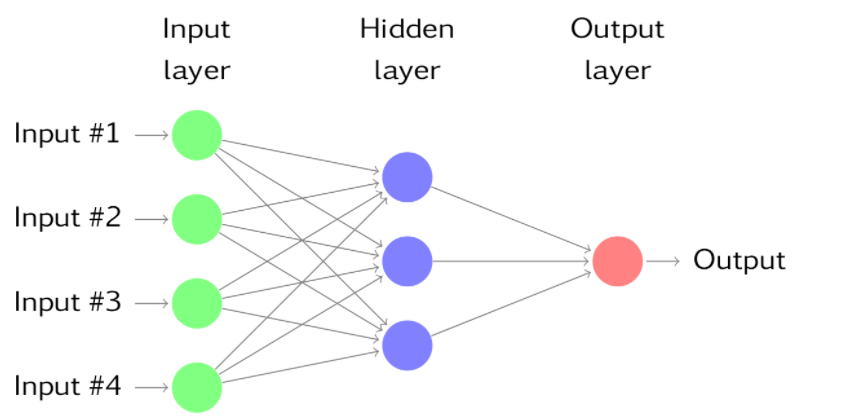 Input
layer
Hidden
layer
Output
layer
Input #1
Input #2
Input #3
Input #4
Output